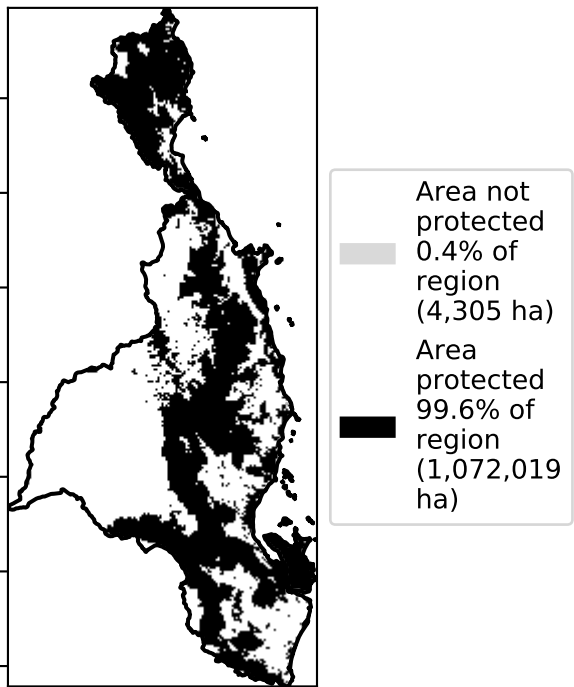 Area not
protected
0.4% of
region
(4,305 ha)
Area
protected
99.6% of
region
(1,072,019
ha)